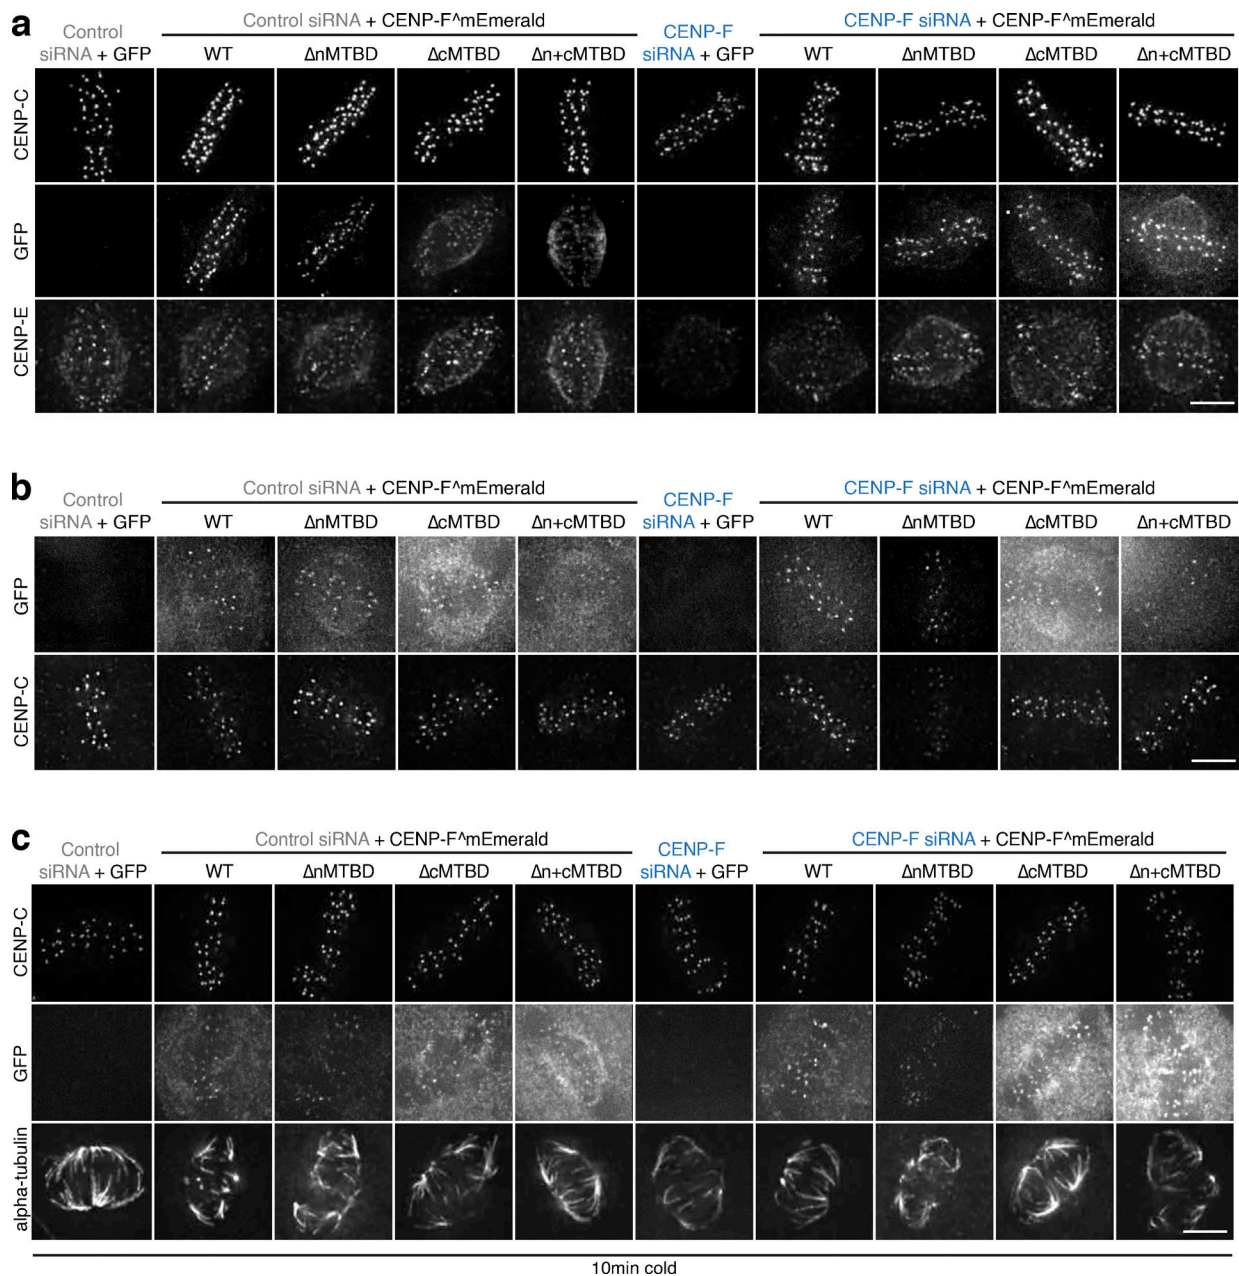 a
Control siRNA + CENP-F^mEmerald
CENP-F siRNA + CENP-F^mEmerald
Control
siRNA + GFP
WT
ΔnMTBD
ΔcMTBD
Δn+cMTBD
CENP-F
siRNA + GFP
WT
ΔnMTBD
ΔcMTBD
Δn+cMTBD
CENP-C
GFP
CENP-E
b
Control siRNA + CENP-F^mEmerald
CENP-F siRNA + CENP-F^mEmerald
Control
siRNA + GFP
WT
ΔnMTBD
ΔcMTBD
Δn+cMTBD
CENP-F
siRNA + GFP
WT
ΔnMTBD
ΔcMTBD
Δn+cMTBD
GFP
CENP-C
c
Control siRNA + CENP-F^mEmerald
CENP-F siRNA + CENP-F^mEmerald
Control
siRNA + GFP
WT
ΔnMTBD
ΔcMTBD
Δn+cMTBD
CENP-F
siRNA + GFP
WT
ΔnMTBD
ΔcMTBD
Δn+cMTBD
CENP-C
GFP
alpha-tubulin
10min cold